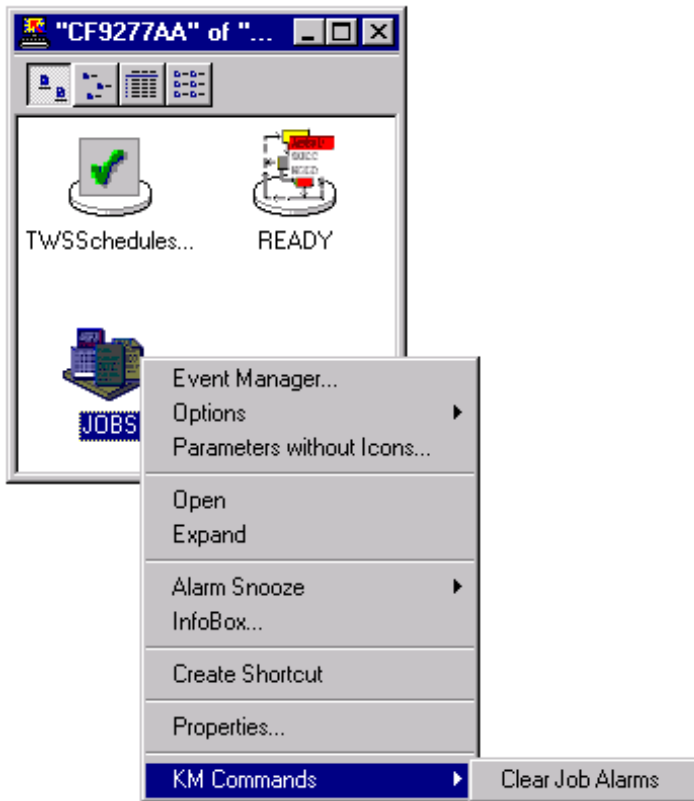 "CF9277AA" of "...
TWSSchedules...
READY
JOBS
Event Manager...
Options
Parameters without Icons...
Open
Expand
Alarm Snooze
InfoBox...
Create Shortcut
Properties...
KM Commands
Clear Job Alarms